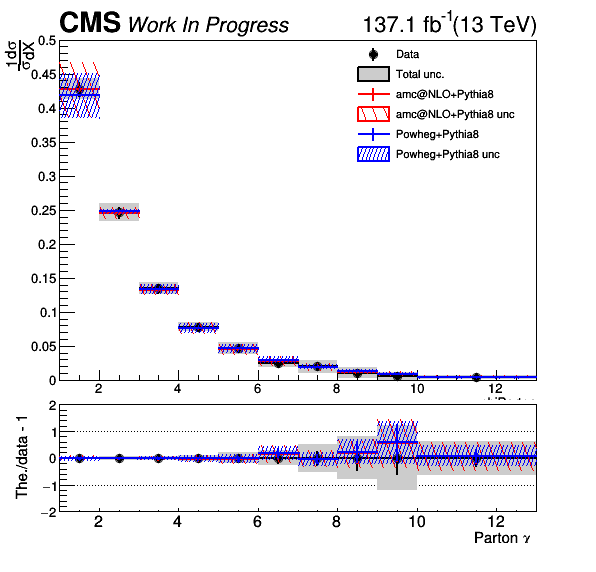 CMS Work In Progress 137.1 fb⁻¹(13 TeV)
1 dσ
σ dX
0.5
0.45
0.4
0.35
0.3
0.25
0.2
0.15
0.1
0.05
0
Data
Total unc.
amc@NLO+Pythia8
amc@NLO+Pythia8 unc
Powheg+Pythia8
Powheg+Pythia8 unc
2 4 6 8 10 12
The./data - 1
2
1
0
−1
−2
2 4 6 8 10 12
Parton γ